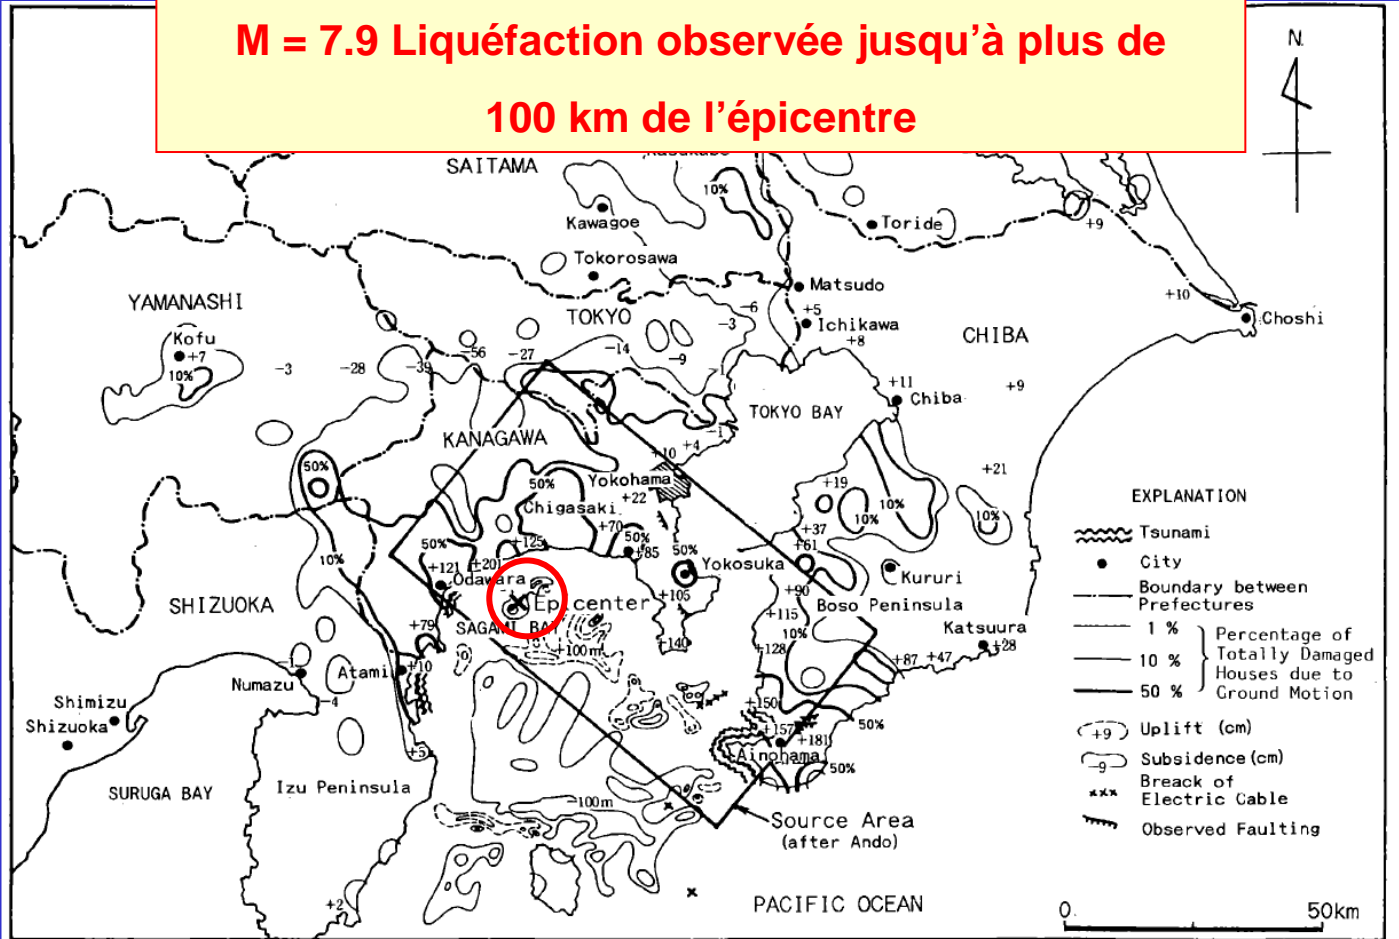 M = 7.9 Liquéfaction observée jusqu’à plus de
100 km de l’épicentre
N
SAITAMA
10%
Kawagoe
Toride
+9
Tokorosawa
Matsudo
+10
Choshi
YAMANASHI
TOKYO
-6
+5
-3
Ichikawa
+8
CHIBA
Kofu
+7
10%
-3
-28
-39
-56
-27
-14
-9
-1
+11
Chiba
+9
TOKYO BAY
KANAGAWA
-1
+4
+10
50%
50%
Yokohama
+22
+19
10%
10%
+21
10%
Chigasaki
+70
+37
50%
+125
50%
+85
50%
+61
10%
+121
+201
Odawara
Yokosuka
Kururi
+90
+105
Epicenter
Boso Peninsula
SHIZUOKA
+79
SAGAMI BAY
+115
10%
Katsuura
+100m
+140
+128
+28
+87
+47
-1
Atami
+10
Numazu
-4
+150
50%
Shimizu
Shizuoka
+157
+181
+5
Ainohama
50%
SURUGA BAY
Izu Peninsula
-100m
Source Area
(after Ando)
+2
PACIFIC OCEAN
EXPLANATION
Tsunami
City
Boundary between
Prefectures
1 %
10 %
50 %
Percentage of
Totally Damaged
Houses due to
Ground Motion
+9 Uplift (cm)
-9 Subsidence (cm)
Breack of
Electric Cable
Observed Faulting
0
50km